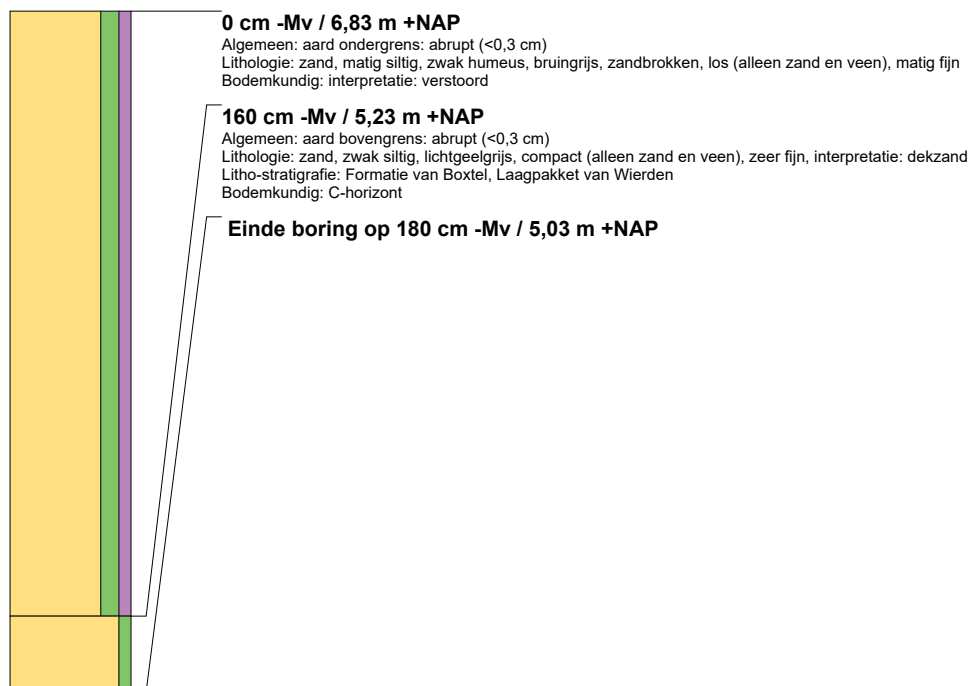 0 cm -Mv / 6,83 m +NAP
Algemeen: aard ondergrens: abrupt (<0,3 cm)
Lithologie: zand, matig siltig, zwak humeus, bruingrijs, zandbrokken, los (alleen zand en veen), matig fijn
Bodemkundig: interpretatie: verstoord
160 cm -Mv / 5,23 m +NAP
Algemeen: aard bovengrens: abrupt (<0,3 cm)
Lithologie: zand, zwak siltig, lichtgeelgrijs, compact (alleen zand en veen), zeer fijn, interpretatie: dekzand
Litho-stratigrafie: Formatie van Boxtel, Laagpakket van Wierden
Bodemkundig: C-horizont
Einde boring op 180 cm -Mv / 5,03 m +NAP